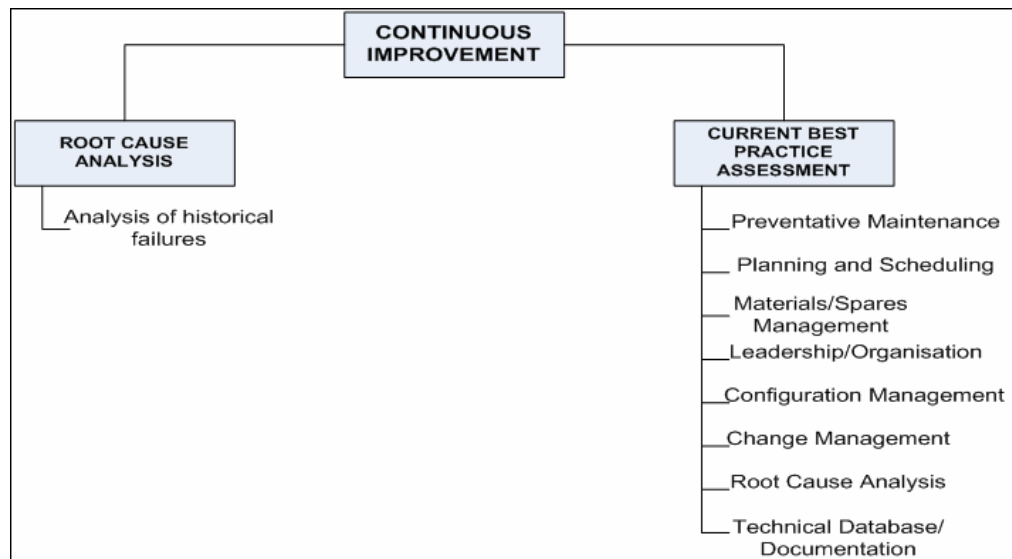 CONTINUOUS
IMPROVEMENT
ROOT CAUSE
ANALYSIS
Analysis of historical
failures
CURRENT BEST
PRACTICE
ASSESSMENT
Preventative Maintenance
Planning and Scheduling
Materials/Spares
Management
Leadership/Organisation
Configuration Management
Change Management
Root Cause Analysis
Technical Database/
Documentation